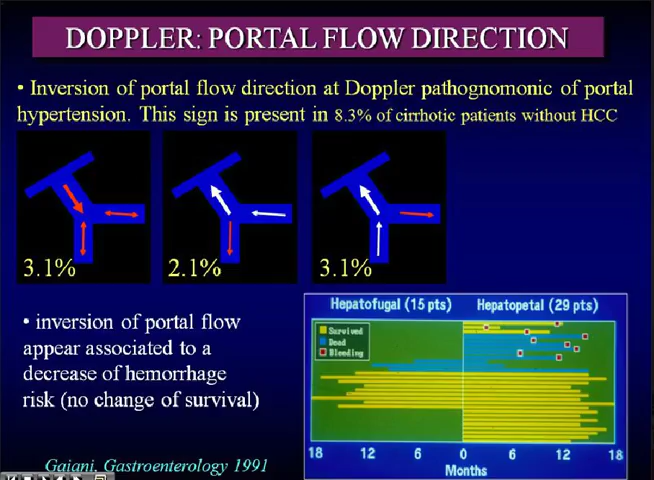 DOPPLER: PORTAL FLOW DIRECTION
• Inversion of portal flow direction at Doppler pathognomonic of portal
hypertension. This sign is present in 8.3% of cirrhotic patients without HCC
3.1%
2.1%
3.1%
• inversion of portal flow
appear associated to a
decrease of hemorrhage
risk (no change of survival)
Hepatofugal (15 pts) Hepatopetal (29 pts)
Survived
Dead
Bleeding
18 12 6 0 6 12 18
Months
Gaiani, Gastroenterology 1991